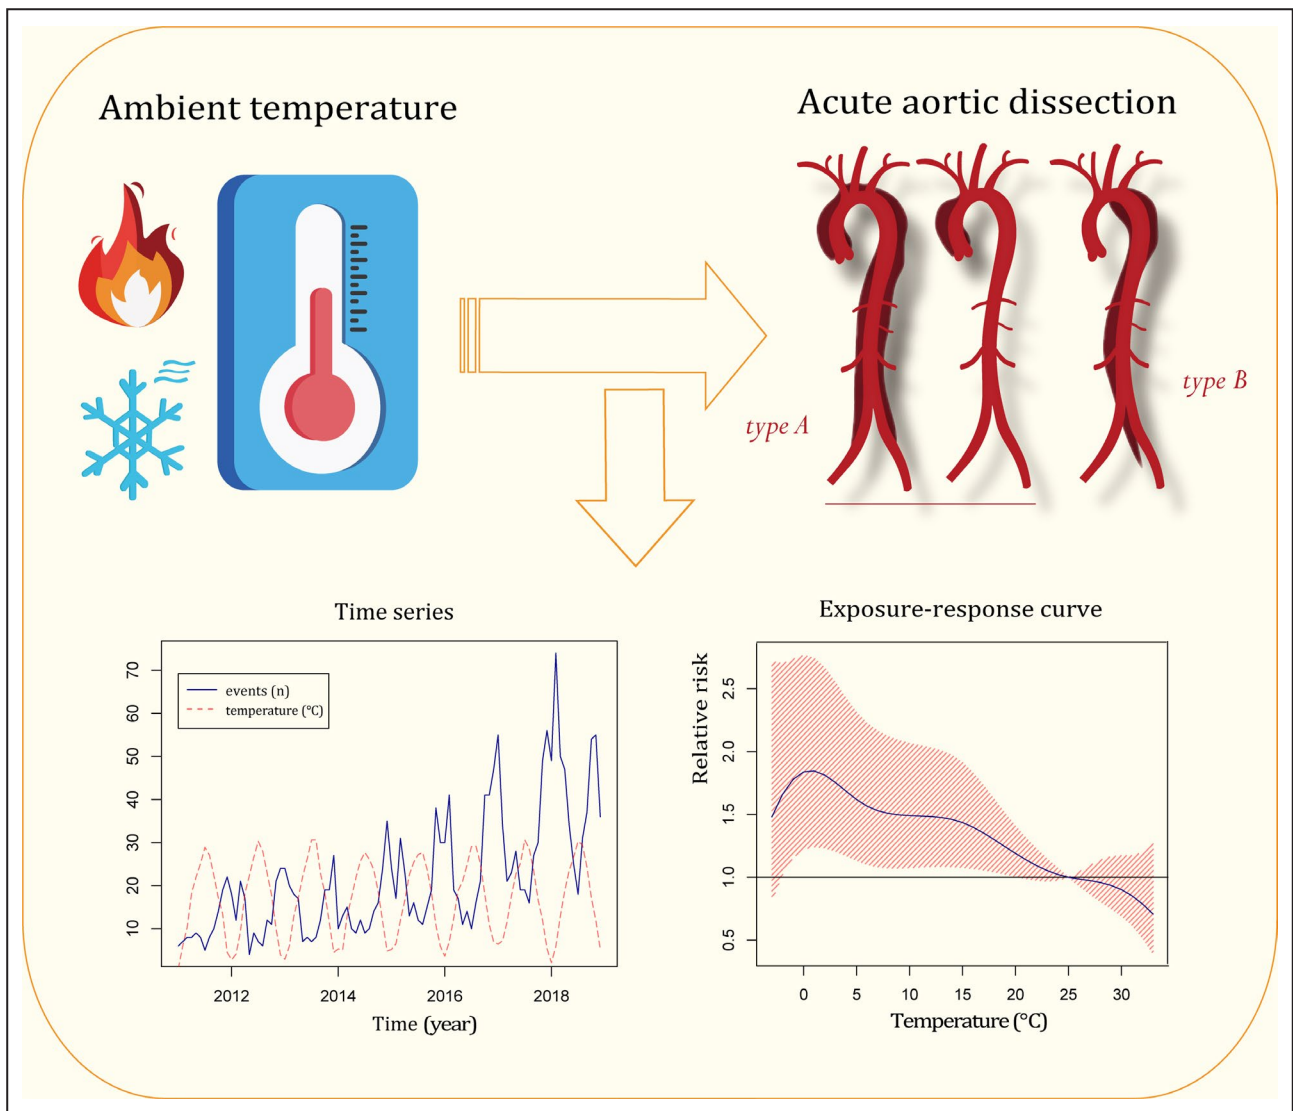 Ambient temperature
Acute aortic dissection
type A
type B
Time series
events (n)
temperature (°C)
70
60
50
40
30
20
10
2012
2014
2016
2018
Time (year)
Exposure-response curve
Relative risk
2.5
2.0
1.5
1.0
0.5
0
5
10
15
20
25
30
Temperature (°C)